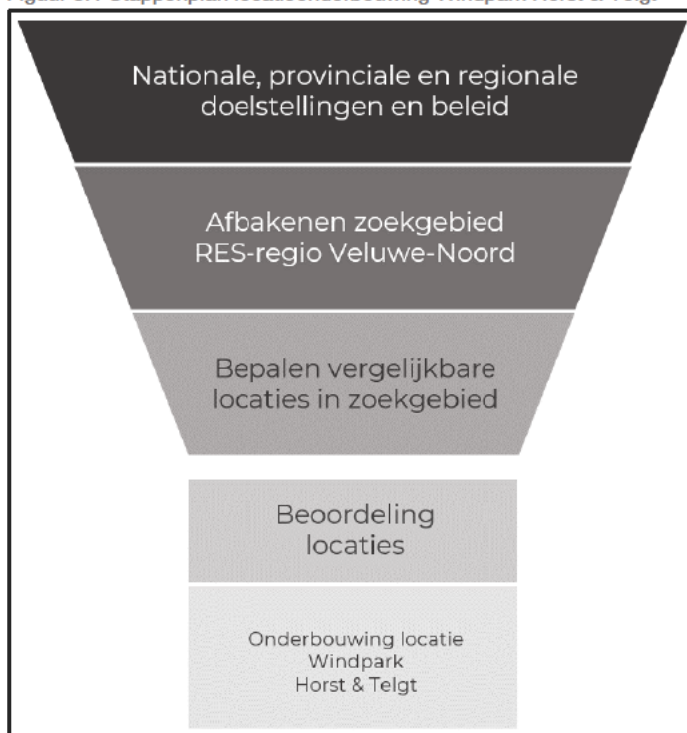 Nationale, provinciale en regionale
doelstellingen en beleid
Afbakenen zoekgebied
RES-regio Veluwe-Noord
Bepalen vergelijkbare
locaties in zoekgebied
Beoordeling
locaties
Onderbouwing locatie
Windpark
Horst & Telgt